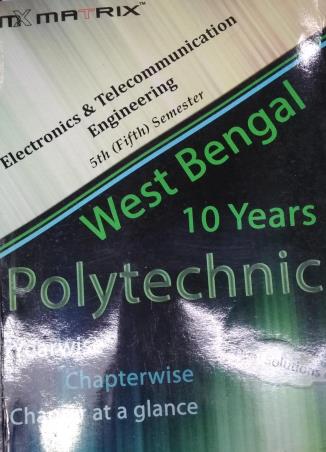 MX MATRIX™
Electronics & Telecommunication
Engineering
5th (Fifth) Semester
West Bengal
10 Years
Polytechnic
Yearwise
Solutions
Chapterwise
Chapter at a glance